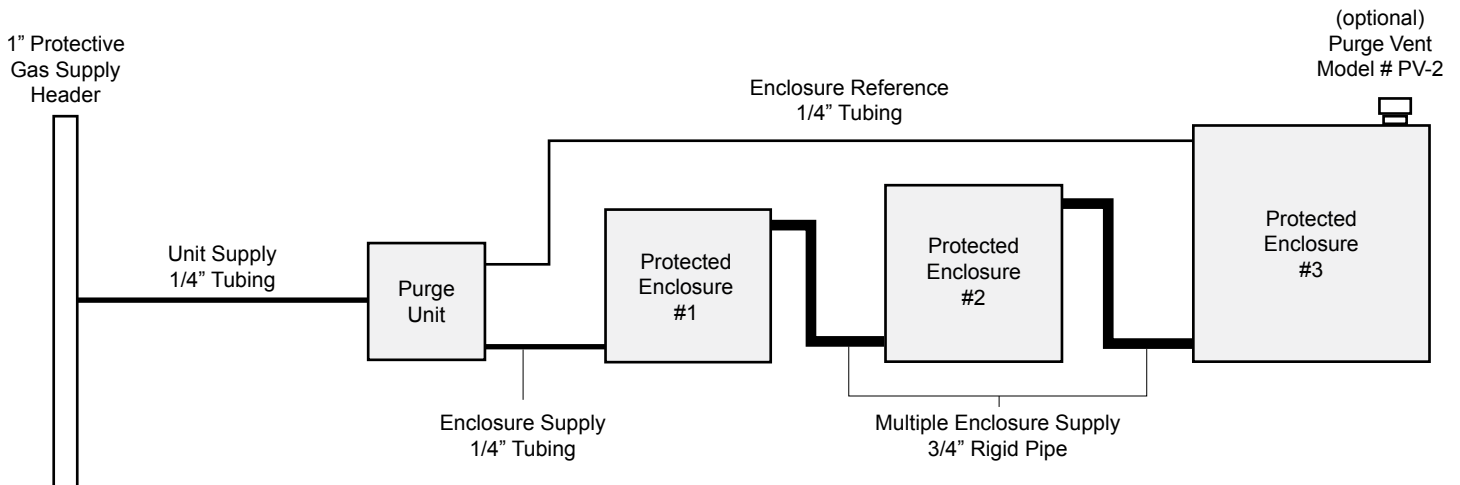 (optional)
Purge Vent
Model # PV-2
1” Protective
Gas Supply
Header
Enclosure Reference
1/4” Tubing
Unit Supply
1/4” Tubing
Purge
Unit
Protected
Enclosure
#1
Protected
Enclosure
#2
Protected
Enclosure
#3
Enclosure Supply
1/4” Tubing
Multiple Enclosure Supply
3/4” Rigid Pipe